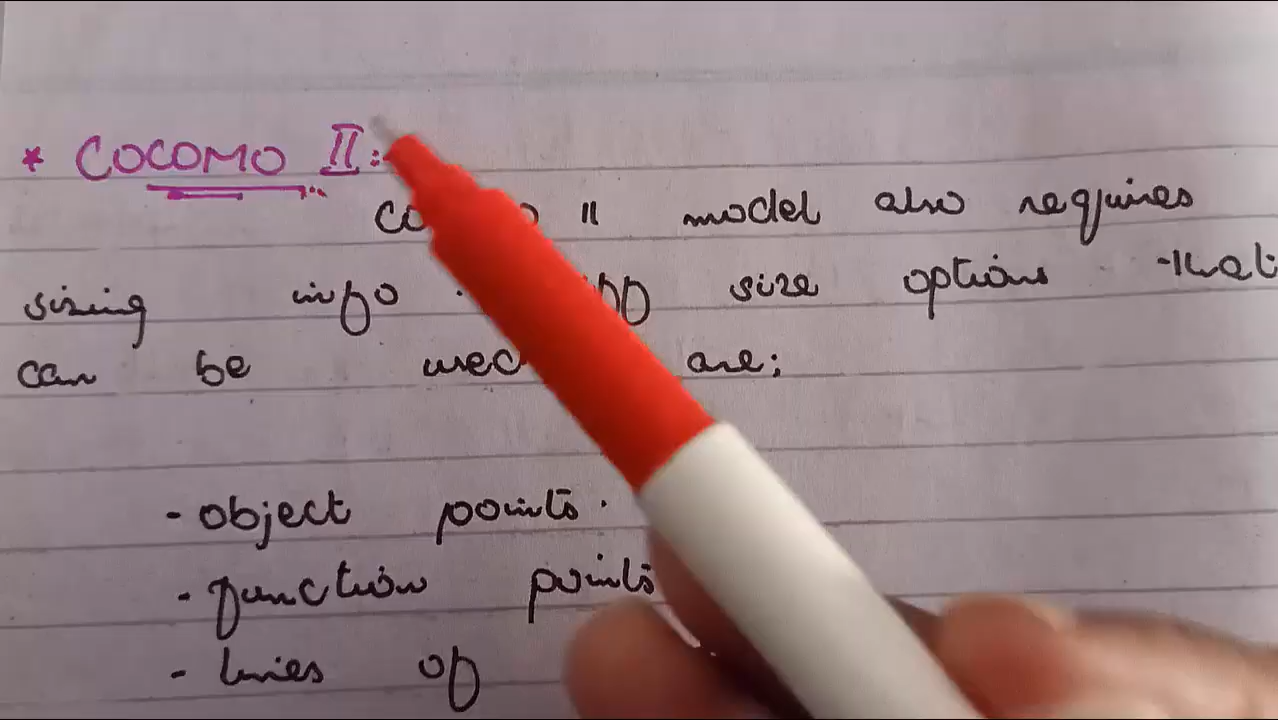 * COCOMO II:
II model also requires
sizing info. size options that
can be are;
- object points.
- function points
- lines of